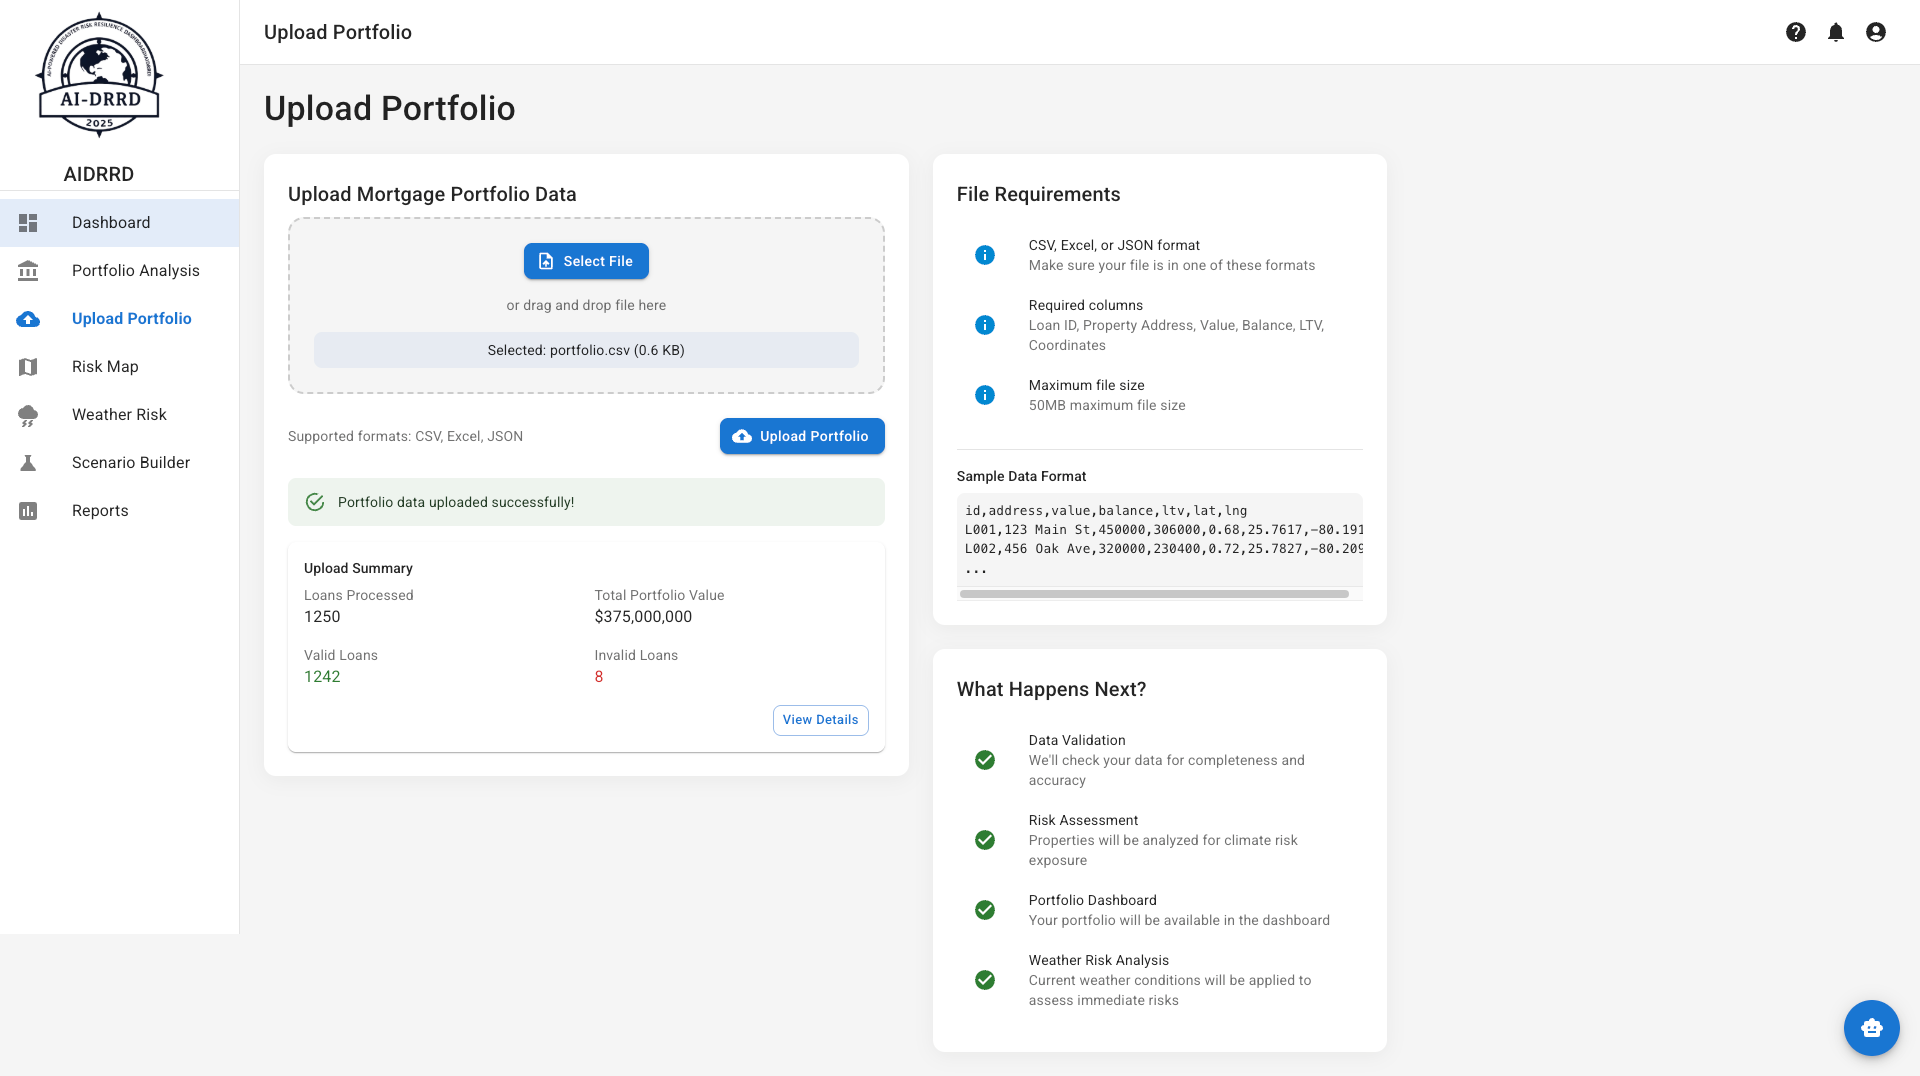 AI-DRRD
2025
AIDRRD
Dashboard
Portfolio Analysis
Upload Portfolio
Risk Map
Weather Risk
Scenario Builder
Reports
Upload Portfolio
Upload Portfolio
Upload Mortgage Portfolio Data
Select File
or drag and drop file here
Selected: portfolio.csv (0.6 KB)
Supported formats: CSV, Excel, JSON
Upload Portfolio
Portfolio data uploaded successfully!
Upload Summary
Loans Processed
1250
Total Portfolio Value
$375,000,000
Valid Loans
1242
Invalid Loans
8
View Details
File Requirements
CSV, Excel, or JSON format
Make sure your file is in one of these formats
Required columns
Loan ID, Property Address, Value, Balance, LTV,
Coordinates
Maximum file size
50MB maximum file size
Sample Data Format
id,address,value,balance,ltv,lat,lng
L001,123 Main St,450000,306000,0.68,25.7617,-80.191
L002,456 Oak Ave,320000,230400,0.72,25.7827,-80.209
...
What Happens Next?
Data Validation
We'll check your data for completeness and
accuracy
Risk Assessment
Properties will be analyzed for climate risk
exposure
Portfolio Dashboard
Your portfolio will be available in the dashboard
Weather Risk Analysis
Current weather conditions will be applied to
assess immediate risks